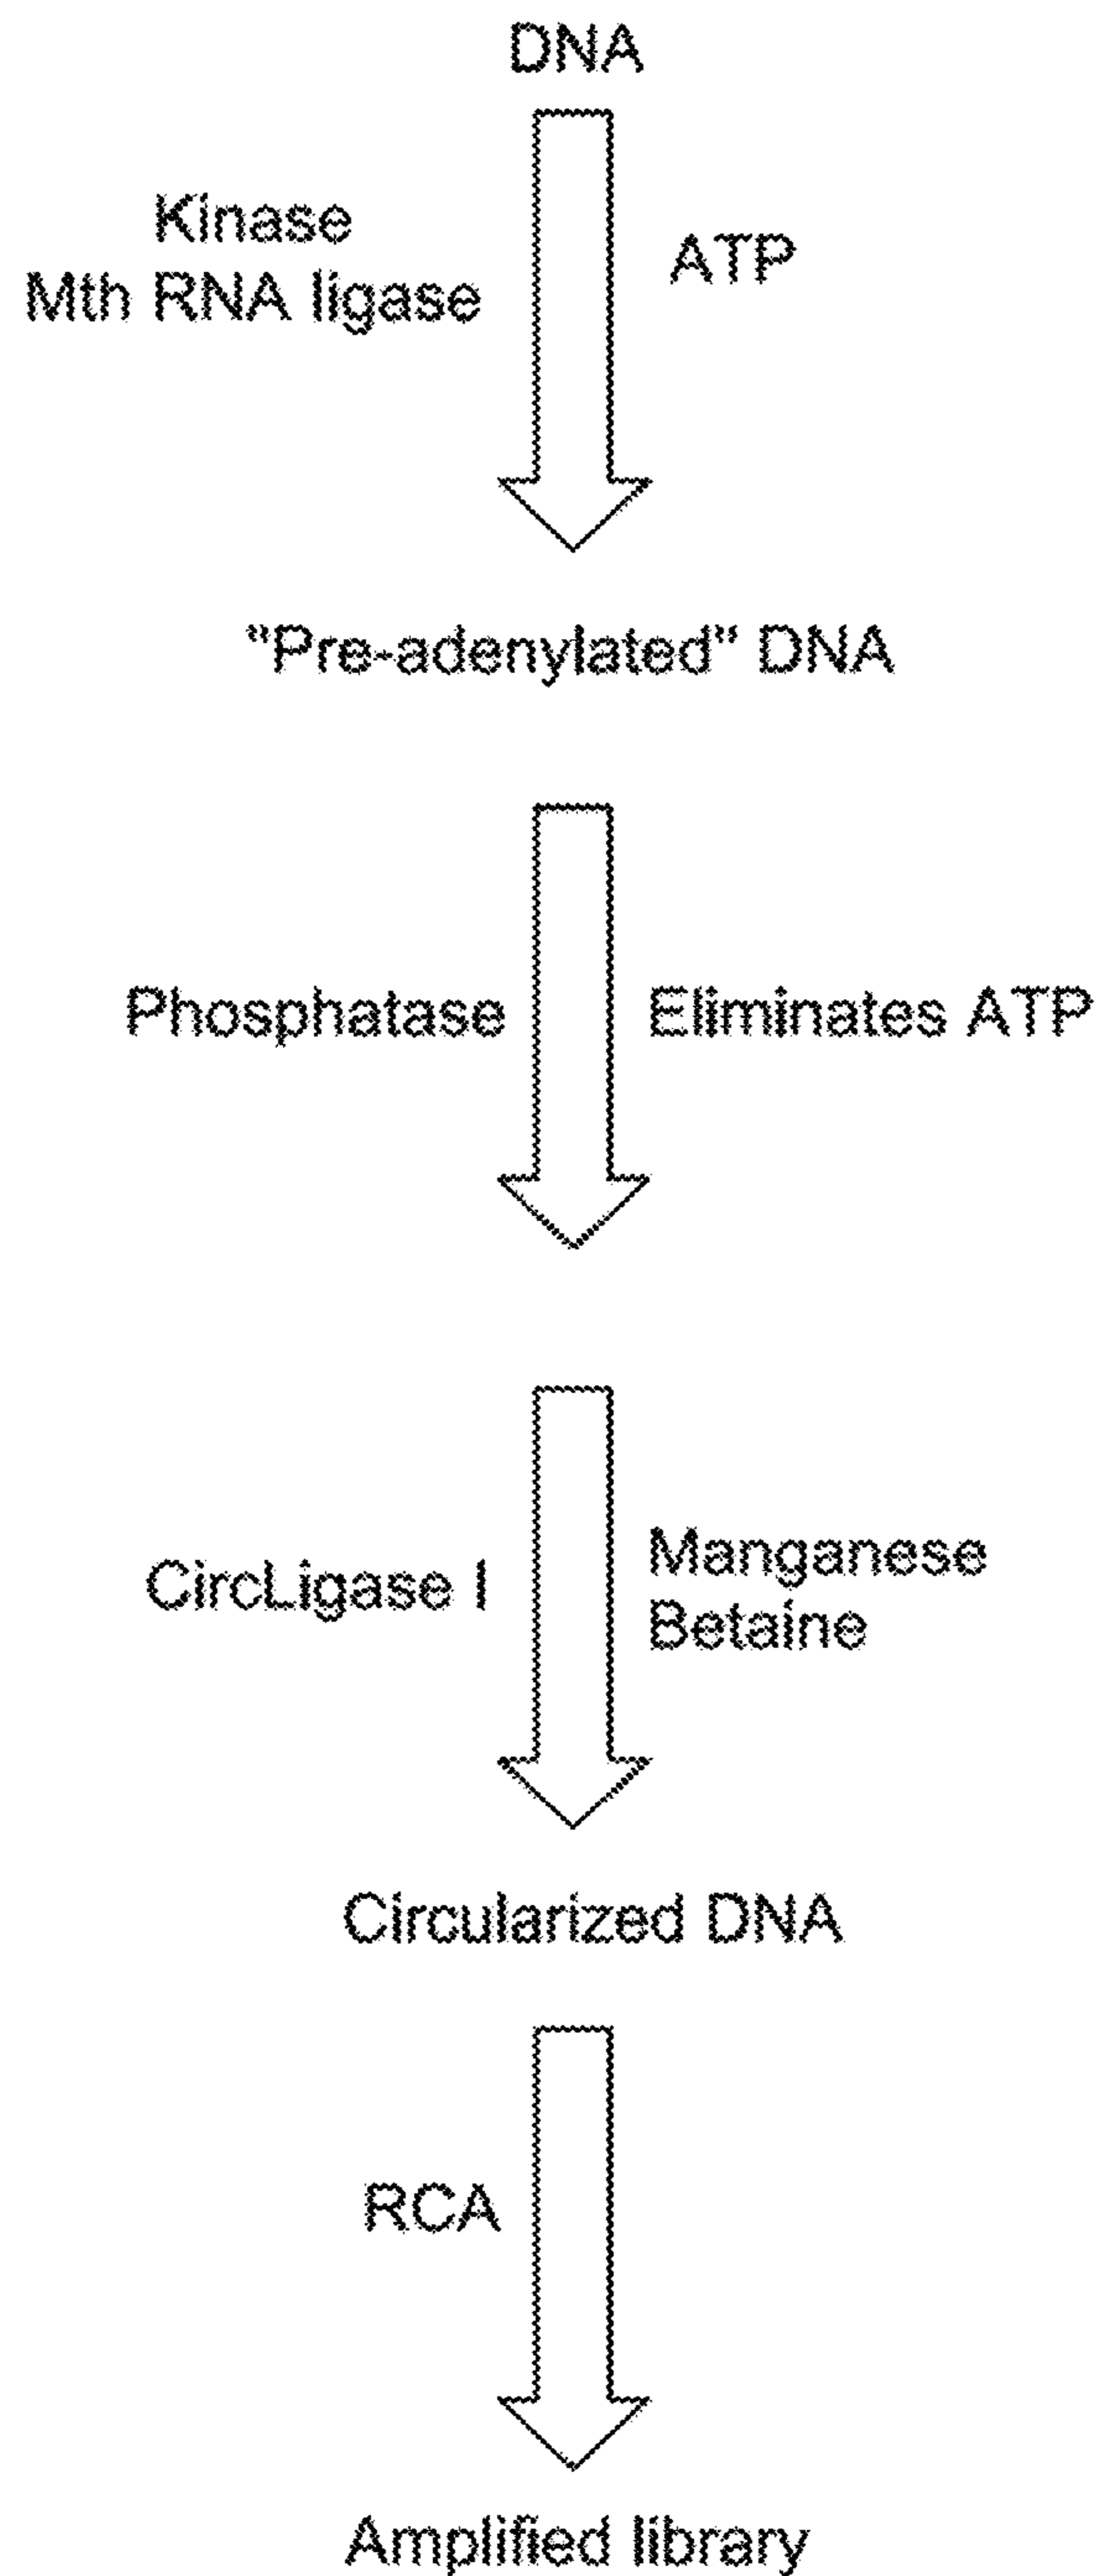 DNA
Kinase
Mth RNA ligase
ATP
"Pre-adenylated" DNA
Phosphatase
Eliminates ATP
CircLigase I
Manganese
Betaine
Circularized DNA
RCA
Amplified library